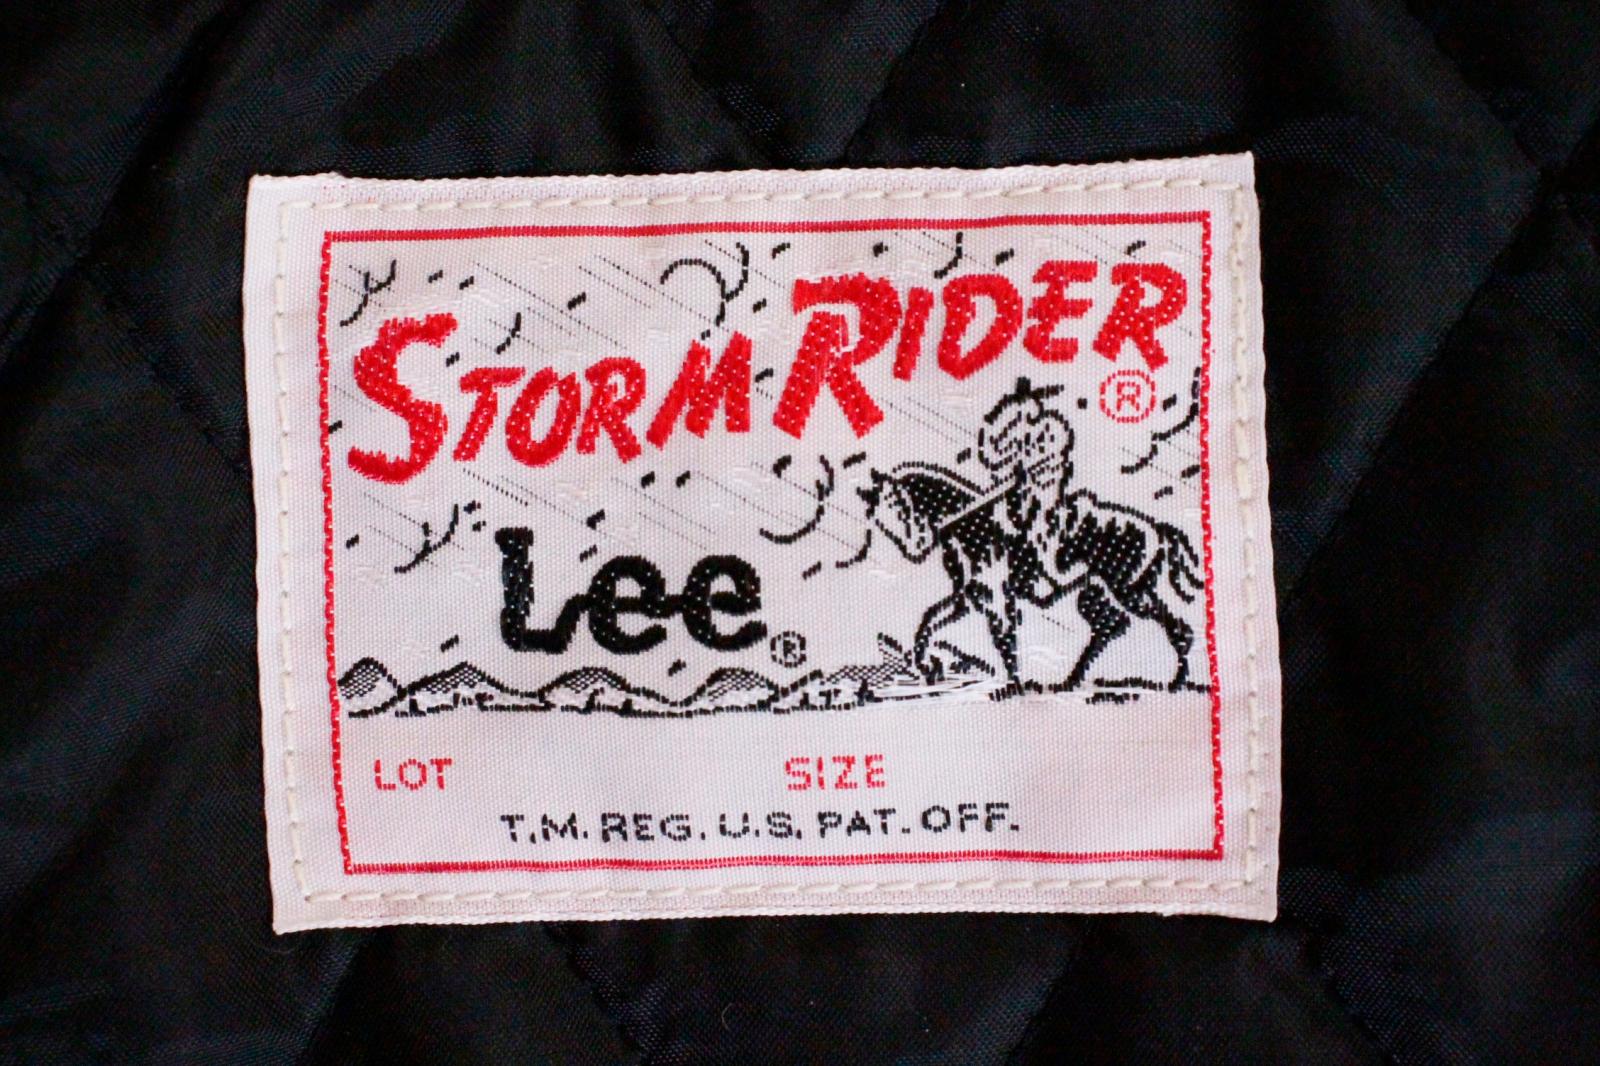 STORM RIDER ®
Lee ®
LOT SIZE
T.M. REG. U.S. PAT. OFF.